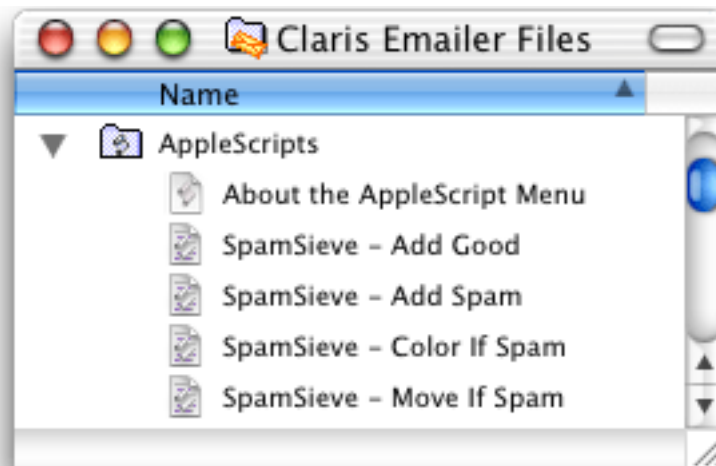 Claris Emailer Files
Name
AppleScripts
About the AppleScript Menu
SpamSieve – Add Good
SpamSieve – Add Spam
SpamSieve – Color If Spam
SpamSieve – Move If Spam